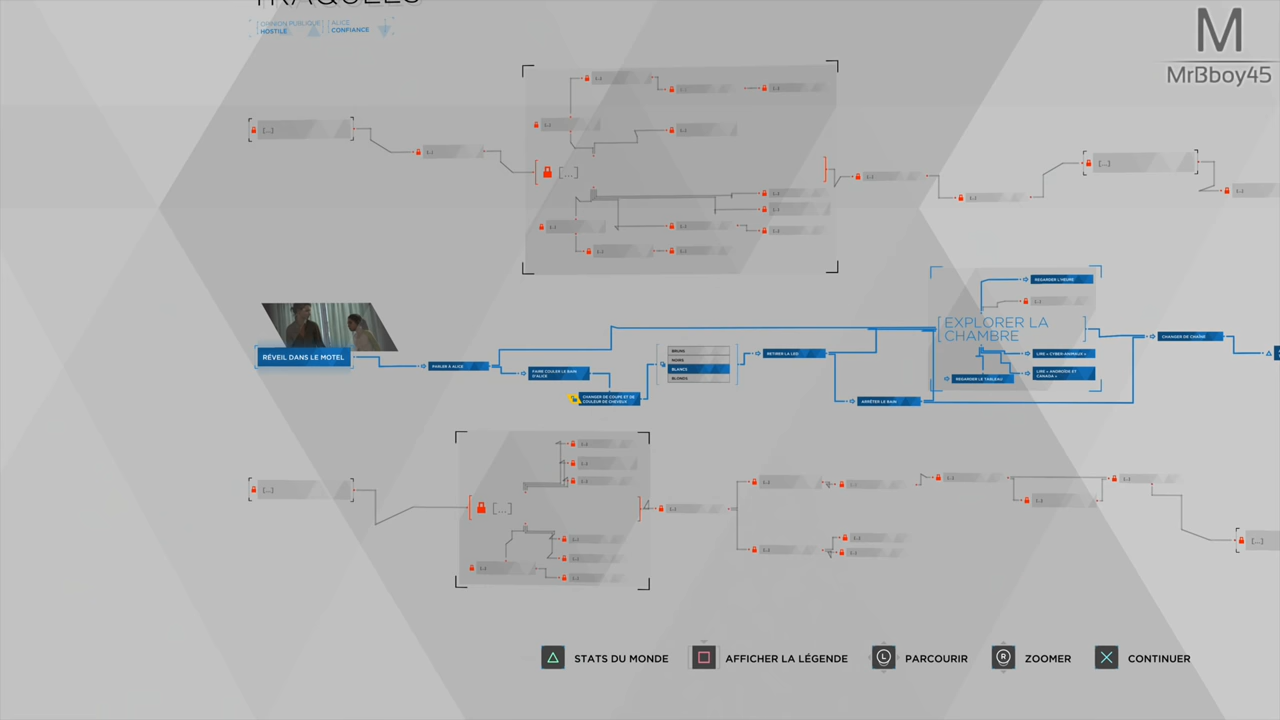 TRAQUÉES
OPINION PUBLIQUE
HOSTILE
ALICE
CONFIANCE
M
MrBboy45
[...]
[...]
[...]
RÉVEIL DANS LE MOTEL
PARLER À ALICE
FAIRE COULER LE BAIN
D'ALICE
CHANGER DE COUPE ET DE
COULEUR DE CHEVEUX
BRUNS
NOIRS
BLANCS
BLONDS
RETIRER LA LED
ARRÊTER LE BAIN
EXPLORER LA
CHAMBRE
REGARDER L'HEURE
LIRE « CYBER-ANIMAUX »
LIRE « ANDROÏDE ET
CANADA »
REGARDER LE TABLEAU
CHANGER DE CHAÎNE
[...]
[...]
[...]
STATS DU MONDE
AFFICHER LA LÉGENDE
L
PARCOURIR
R
ZOOMER
CONTINUER